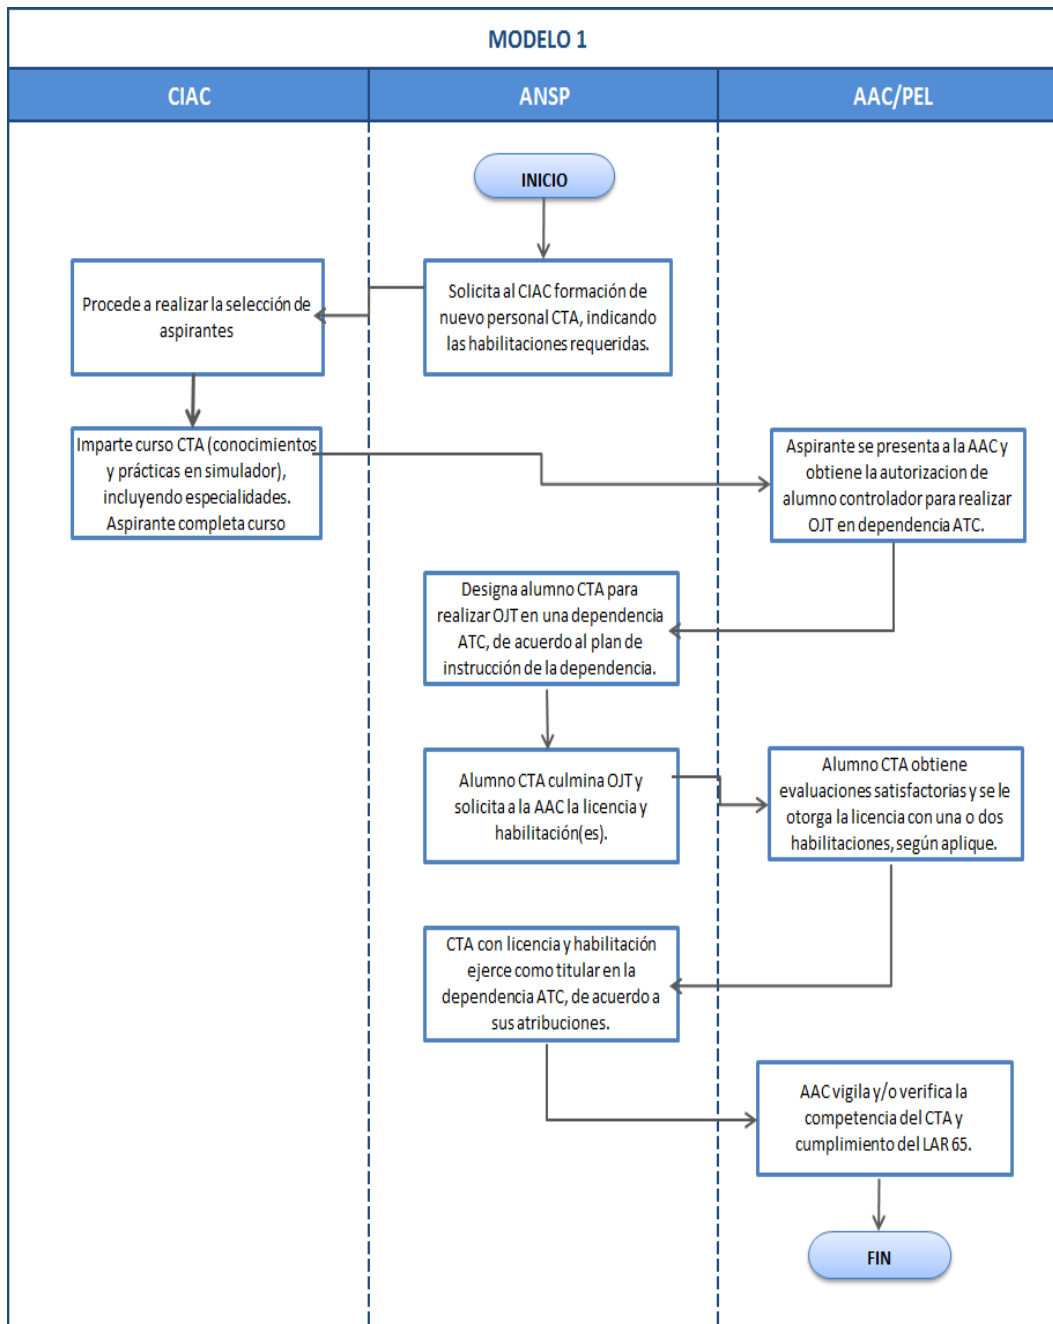 MODELO 1
CIAC
ANSP
AAC/PEL
INICIO
Solicita al CIAC formación de
nuevo personal CTA, indicando
las habilitaciones requeridas.
Procede a realizar la selección de
aspirantes
Imparte curso CTA (conocimientos
y prácticas en simulador),
incluyendo especialidades.
Aspirante completa curso
Aspirante se presenta a la AAC y
obtiene la autorizacion de
alumno controlador para realizar
OJT en dependencia ATC.
Designa alumno CTA para
realizar OJT en una dependencia
ATC, de acuerdo al plan de
instrucción de la dependencia.
Alumno CTA culmina OJT y
solicita a la AAC la licencia y
habilitación(es).
Alumno CTA obtiene
evaluaciones satisfactorias y se le
otorga la licencia con una o dos
habilitaciones, según aplique.
CTA con licencia y habilitación
ejerce como titular en la
dependencia ATC, de acuerdo a
sus atribuciones.
AAC vigila y/o verifica la
competencia del CTA y
cumplimiento del LAR 65.
FIN